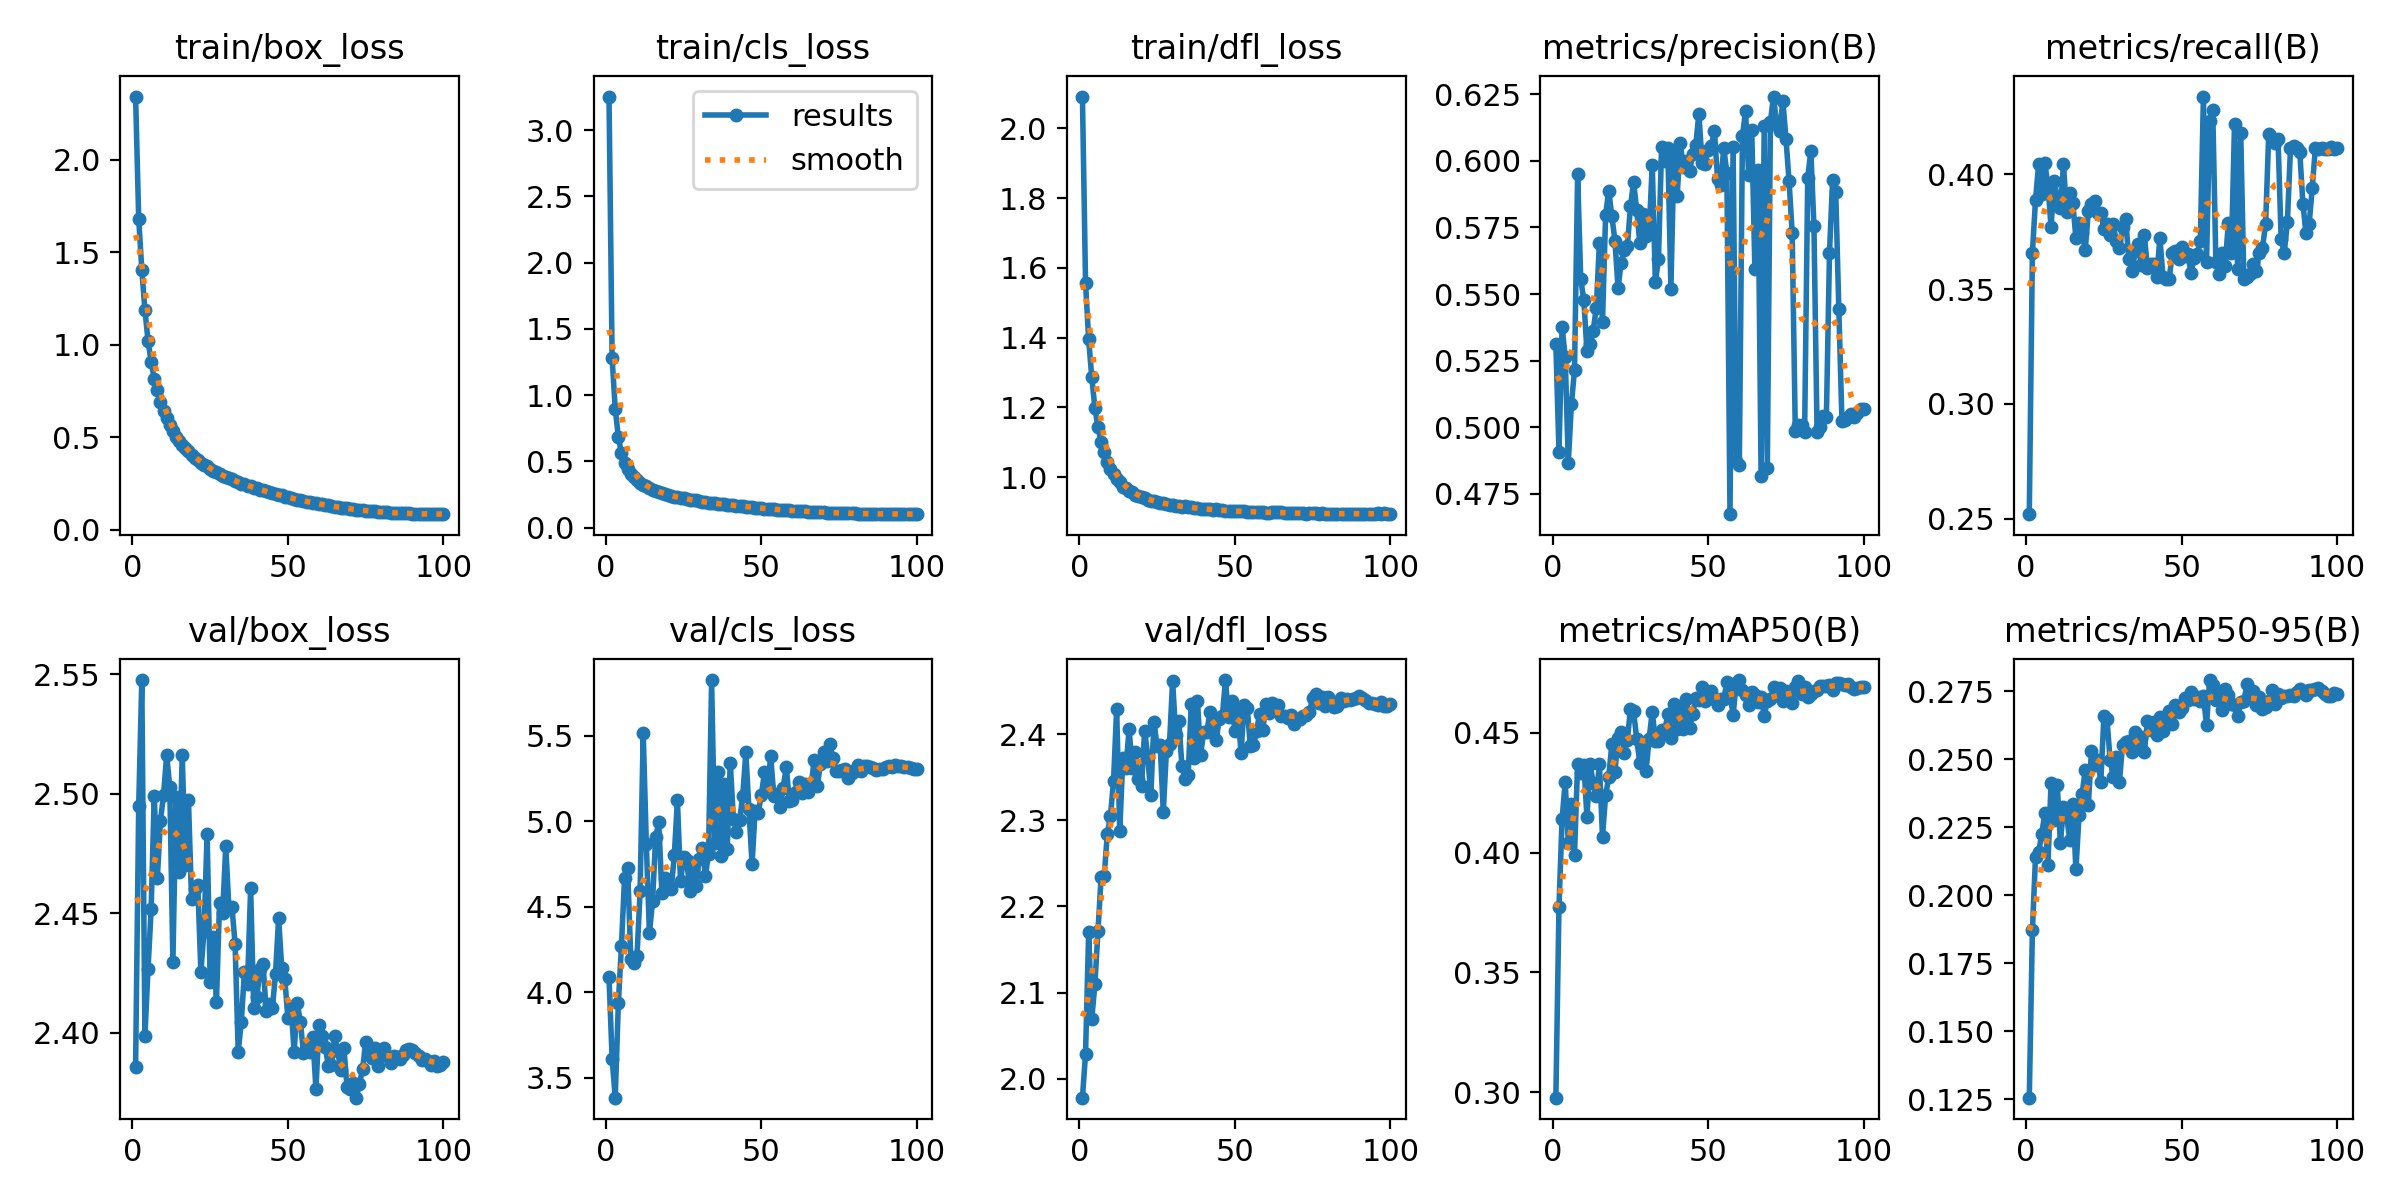 train/box_loss
2.0
1.5
1.0
0.5
0.0
0 50 100
train/cls_loss
results
smooth
3.0
2.5
2.0
1.5
1.0
0.5
0.0
0 50 100
train/dfl_loss
2.0
1.8
1.6
1.4
1.2
1.0
0 50 100
metrics/precision(B)
0.625
0.600
0.575
0.550
0.525
0.500
0.475
0 50 100
metrics/recall(B)
0.40
0.35
0.30
0.25
0 50 100
val/box_loss
2.55
2.50
2.45
2.40
0 50 100
val/cls_loss
5.5
5.0
4.5
4.0
3.5
0 50 100
val/dfl_loss
2.4
2.3
2.2
2.1
2.0
0 50 100
metrics/mAP50(B)
0.45
0.40
0.35
0.30
0 50 100
metrics/mAP50-95(B)
0.275
0.250
0.225
0.200
0.175
0.150
0.125
0 50 100